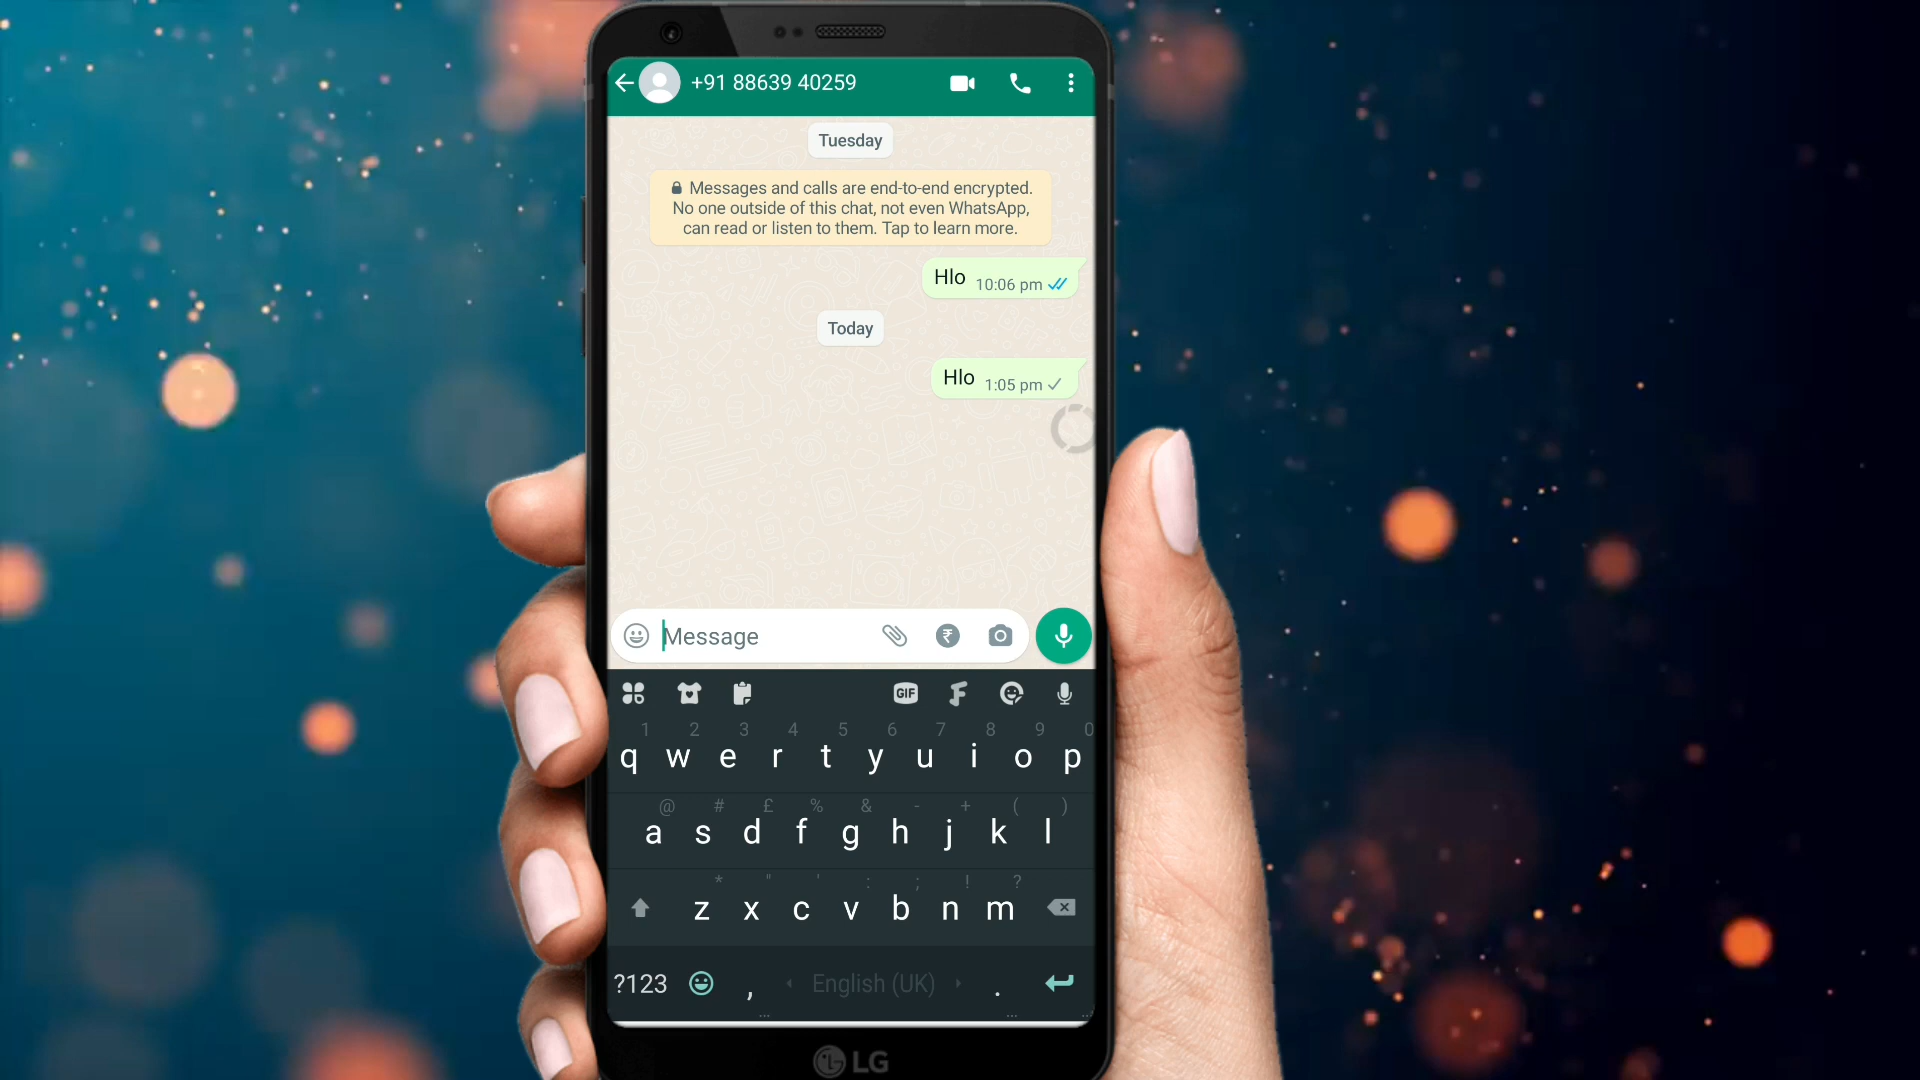 +91 88639 40259
Tuesday
Messages and calls are end-to-end encrypted.
No one outside of this chat, not even WhatsApp,
can read or listen to them. Tap to learn more.
Hlo 10:06 pm
Today
Hlo 1:05 pm
Message
₹
GIF
1 2 3 4 5 6 7 8 9 0
q w e r t y u i o p
@ # £ % & - + ( )
a s d f g h j k l
* " ' : ; ! ?
z x c v b n m
?123 , English (UK) .
LG